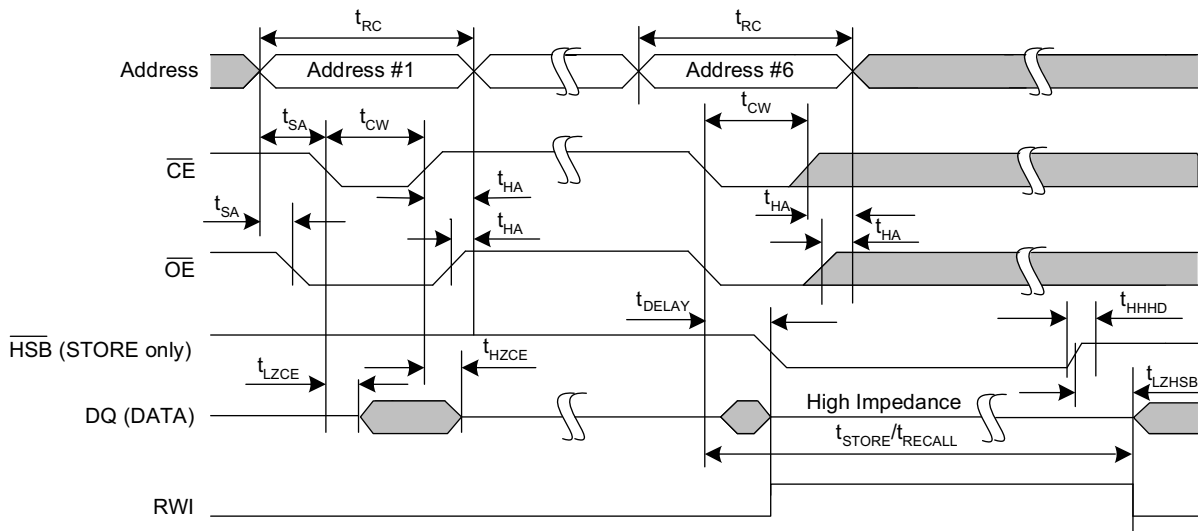 tRC
tRC
Address
Address #1
Address #6
tSA
tCW
tCW
CE
tSA
tHA
tHA
tHA
tHA
OE
tDELAY
tHHHD
HSB (STORE only)
tLZCE
tHZCE
tLZHSB
DQ (DATA)
High Impedance
tSTORE/tRECALL
RWI